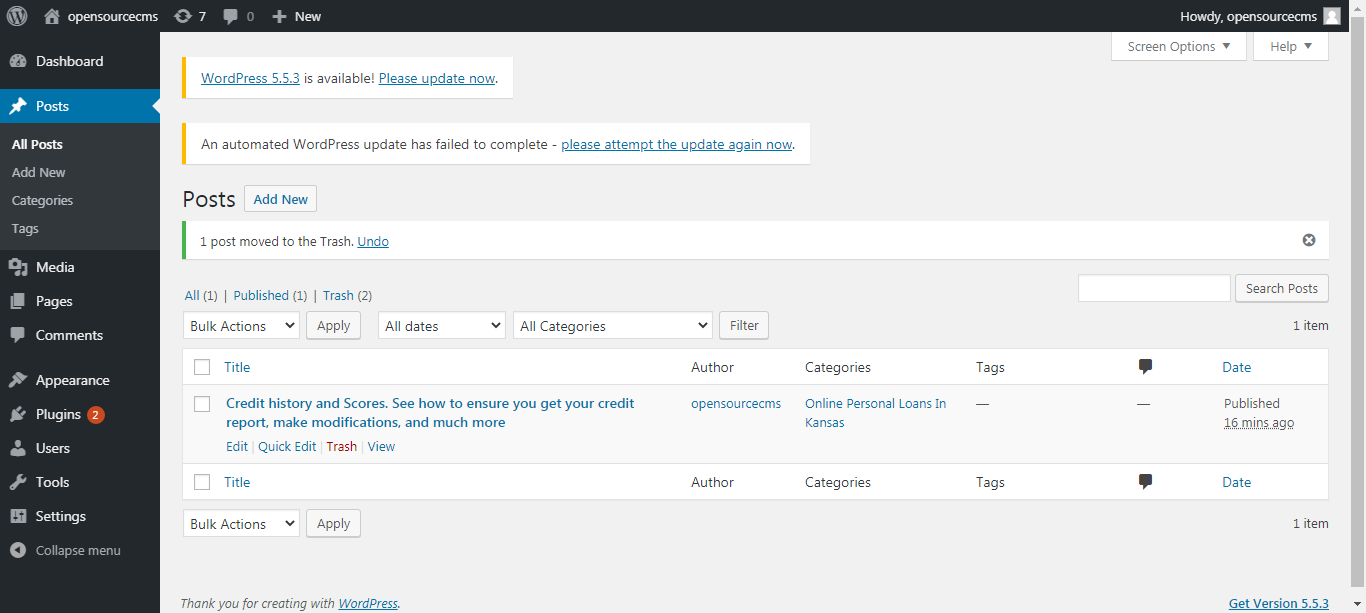 opensourcecms 7 0 New Howdy, opensourcecms
Dashboard
Posts
All Posts
Add New
Categories
Tags
Media
Pages
Comments
Appearance
Plugins 2
Users
Tools
Settings
Collapse menu
Screen Options Help
WordPress 5.5.3 is available! Please update now.
An automated WordPress update has failed to complete - please attempt the update again now.
Posts Add New
1 post moved to the Trash. Undo
All (1) | Published (1) | Trash (2) Search Posts
Bulk Actions Apply All dates All Categories Filter 1 item
Title Author Categories Tags Date
Credit history and Scores. See how to ensure you get your credit opensourcecms Online Personal Loans In — — Published
report, make modifications, and much more Kansas 16 mins ago
Edit | Quick Edit | Trash | View
Title Author Categories Tags Date
Bulk Actions Apply 1 item
Thank you for creating with WordPress. Get Version 5.5.3